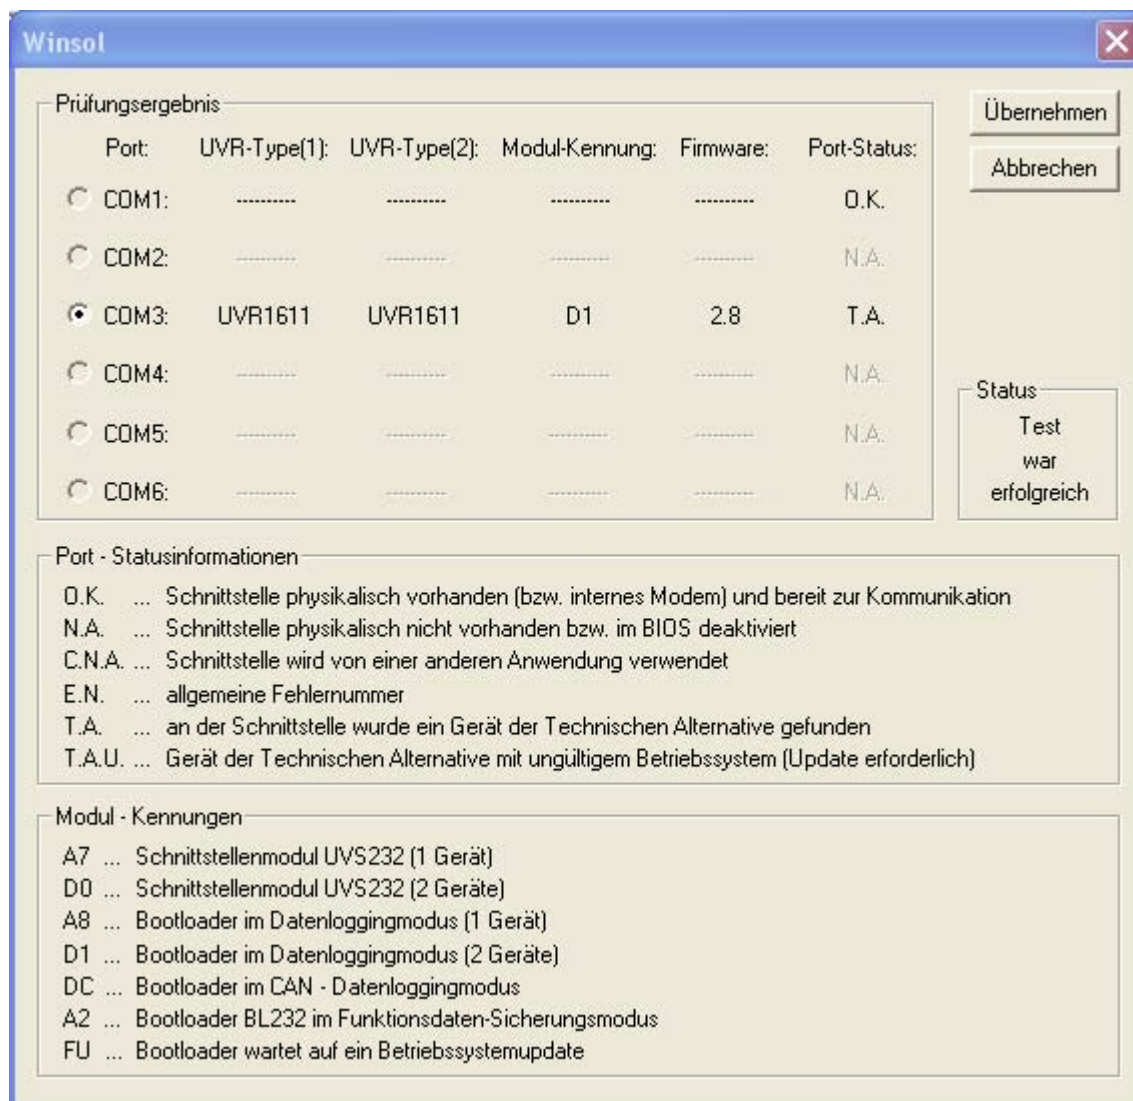 Winsol
Prüfungsergebnis
Port: UVR-Type(1): UVR-Type(2): Modul-Kennung: Firmware: Port-Status:
COM1: ---------- ---------- ---------- ---------- O.K.
COM2: ---------- ---------- ---------- ---------- N.A.
COM3: UVR1611 UVR1611 D1 2.8 T.A.
COM4: ---------- ---------- ---------- ---------- N.A.
COM5: ---------- ---------- ---------- ---------- N.A.
COM6: ---------- ---------- ---------- ---------- N.A.
Übernehmen
Abbrechen
Status
Test
war
erfolgreich
Port - Statusinformationen
O.K. ... Schnittstelle physikalisch vorhanden (bzw. internes Modem) und bereit zur Kommunikation
N.A. ... Schnittstelle physikalisch nicht vorhanden bzw. im BIOS deaktiviert
C.N.A. ... Schnittstelle wird von einer anderen Anwendung verwendet
E.N. ... allgemeine Fehlernummer
T.A. ... an der Schnittstelle wurde ein Gerät der Technischen Alternative gefunden
T.A.U. ... Gerät der Technischen Alternative mit ungültigem Betriebssystem (Update erforderlich)
Modul - Kennungen
A7 ... Schnittstellenmodul UVS232 (1 Gerät)
D0 ... Schnittstellenmodul UVS232 (2 Geräte)
A8 ... Bootloader im Datenloggingmodus (1 Gerät)
D1 ... Bootloader im Datenloggingmodus (2 Geräte)
DC ... Bootloader im CAN - Datenloggingmodus
A2 ... Bootloader BL232 im Funktionsdaten-Sicherungsmodus
FU ... Bootloader wartet auf ein Betriebssystemupdate